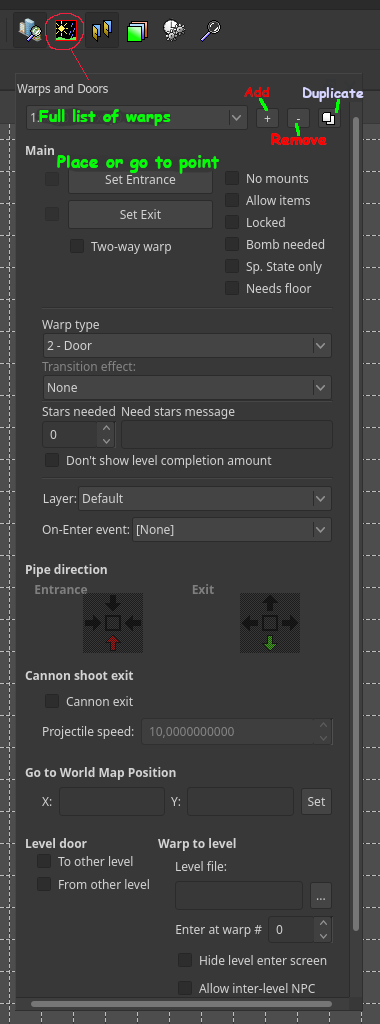 Warps and Doors
Add
Duplicate
1. Full list of warps
+
-
Remove
Main
Place or go to point
Set Entrance
No mounts
Allow items
Set Exit
Locked
Two-way warp
Bomb needed
Sp. State only
Needs floor
Warp type
2 - Door
Transition effect:
None
Stars needed Need stars message
0
Don't show level completion amount
Layer: Default
On-Enter event: [None]
Pipe direction
Entrance Exit
Cannon shoot exit
Cannon exit
Projectile speed: 10,0000000000
Go to World Map Position
X: Y: Set
Level door Warp to level
To other level
Level file:
From other level
...
Enter at warp # 0
Hide level enter screen
Allow inter-level NPC